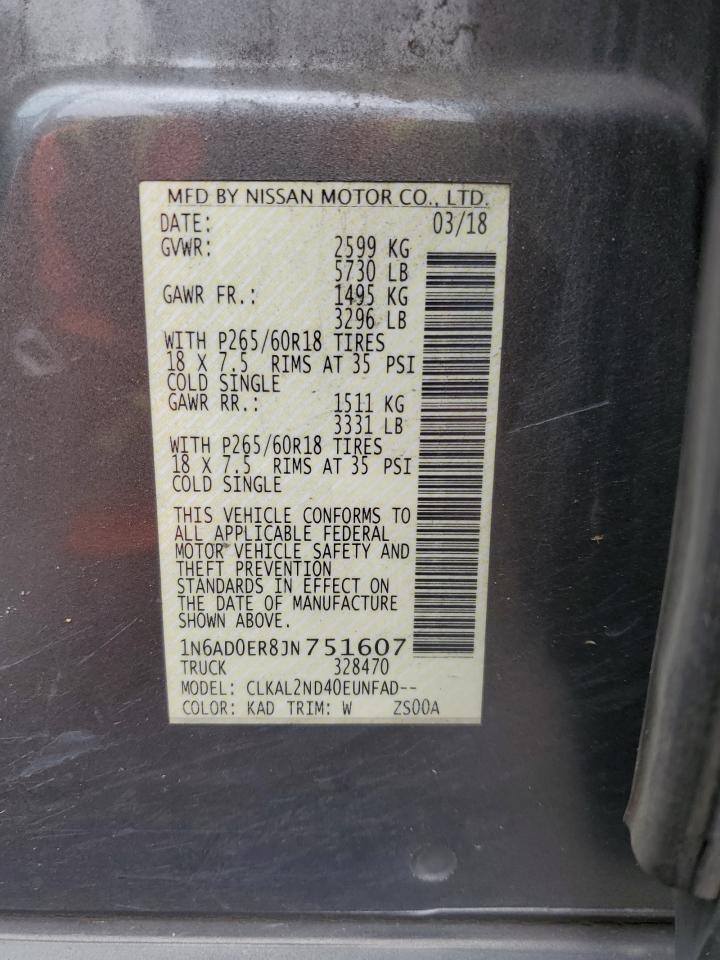 MFD BY NISSAN MOTOR CO., LTD.
DATE: 03/18
GVWR: 2599 KG
5730 LB
GAWR FR.: 1495 KG
3296 LB
WITH P265/60R18 TIRES
18 X 7.5 RIMS AT 35 PSI
COLD SINGLE
GAWR RR.: 1511 KG
3331 LB
WITH P265/60R18 TIRES
18 X 7.5 RIMS AT 35 PSI
COLD SINGLE
THIS VEHICLE CONFORMS TO
ALL APPLICABLE FEDERAL
MOTOR VEHICLE SAFETY AND
THEFT PREVENTION
STANDARDS IN EFFECT ON
THE DATE OF MANUFACTURE
SHOWN ABOVE.
1N6AD0ER8JN751607
TRUCK 328470
MODEL: CLKAL2ND40EUNFAD--
COLOR: KAD TRIM: W ZS00A